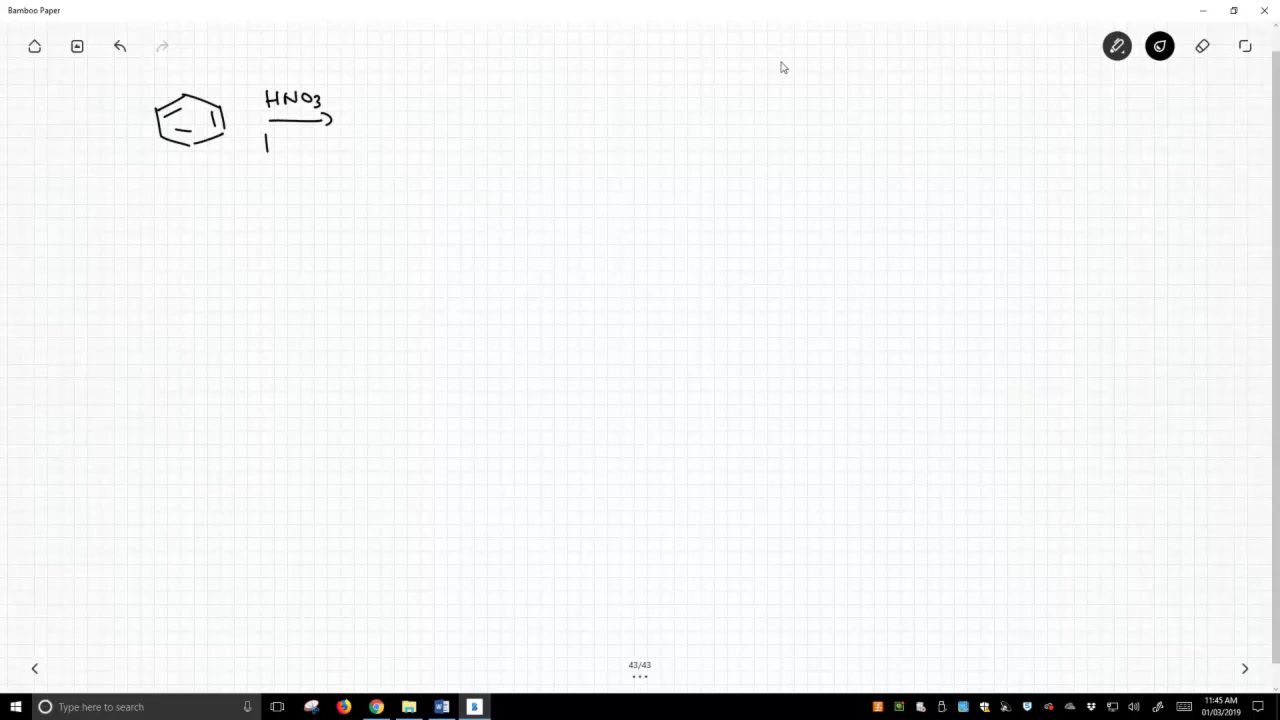 Bamboo Paper
HNO3
43/43
Type here to search
11:45 AM
01/03/2019